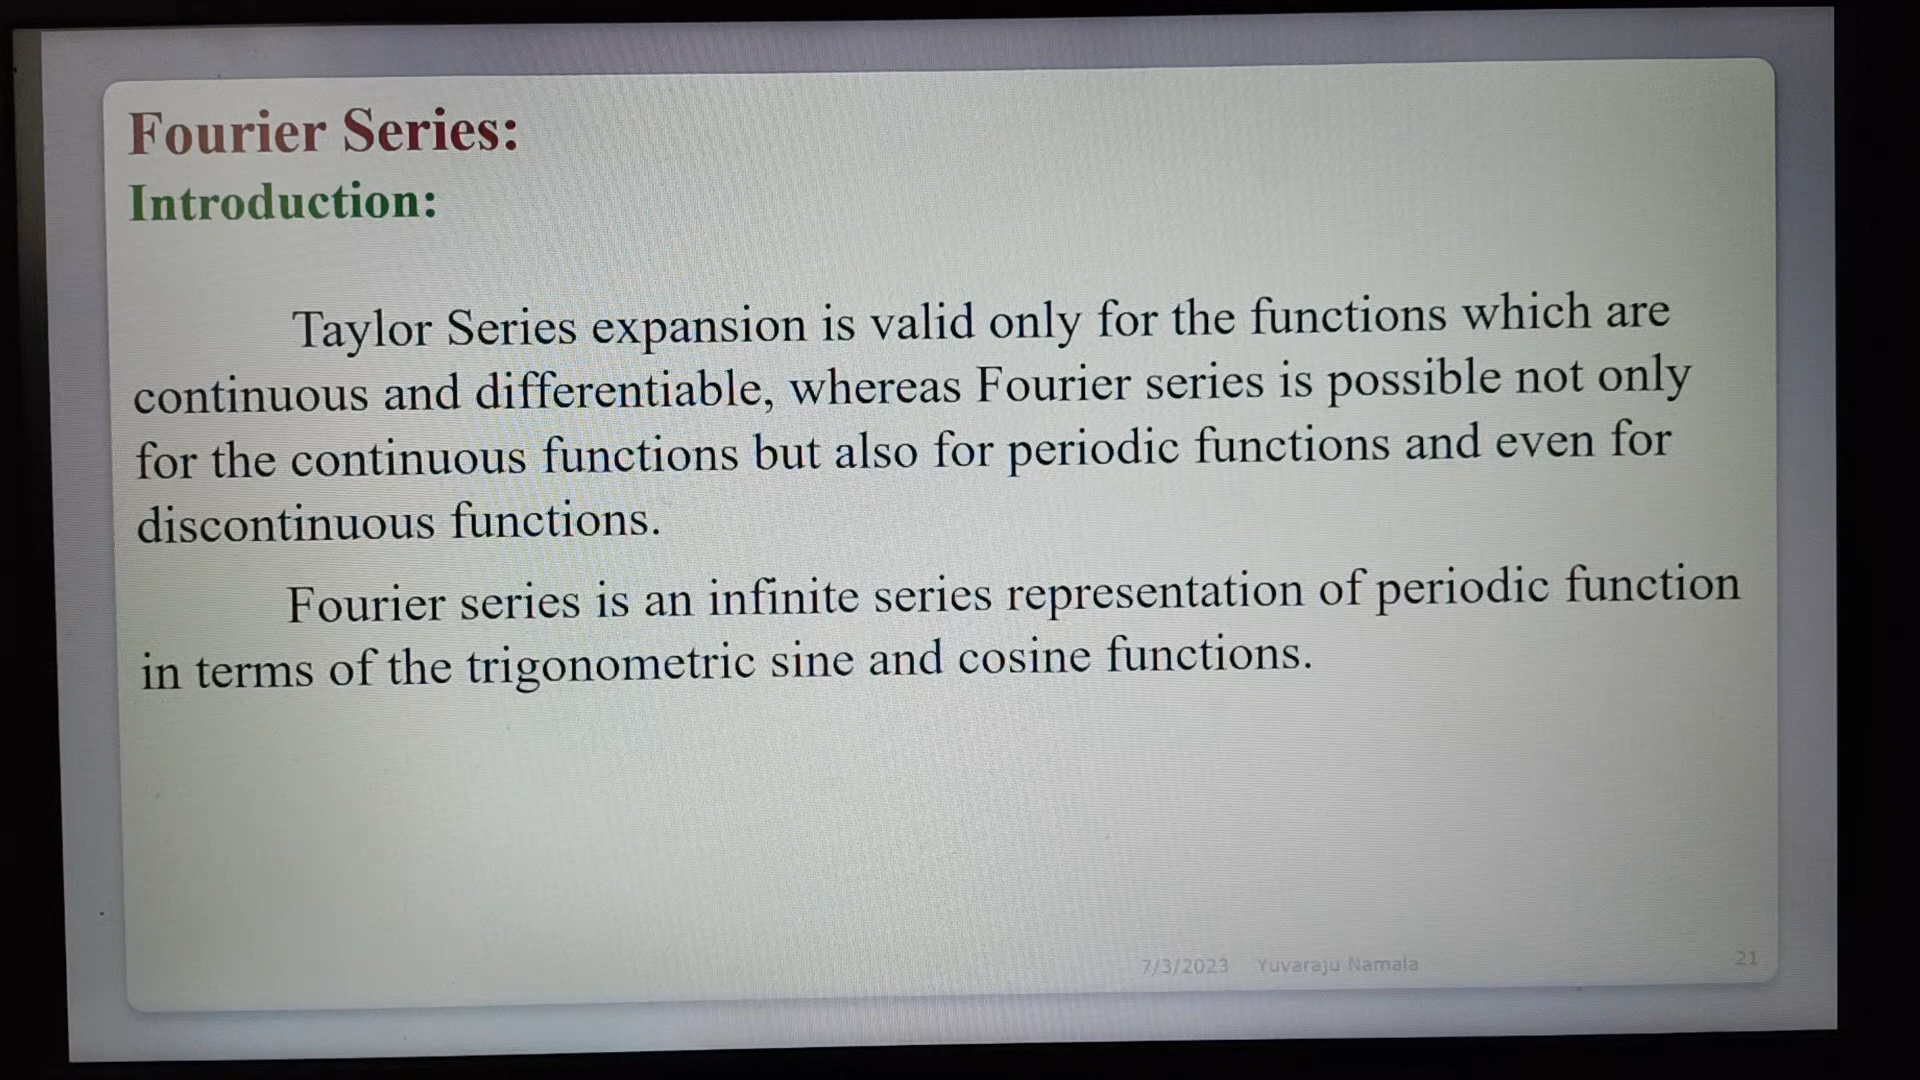 Fourier Series:
Introduction:
Taylor Series expansion is valid only for the functions which are
continuous and differentiable, whereas Fourier series is possible not only
for the continuous functions but also for periodic functions and even for
discontinuous functions.
Fourier series is an infinite series representation of periodic function
in terms of the trigonometric sine and cosine functions.
7/3/2023 Yuvaraju Namala 21